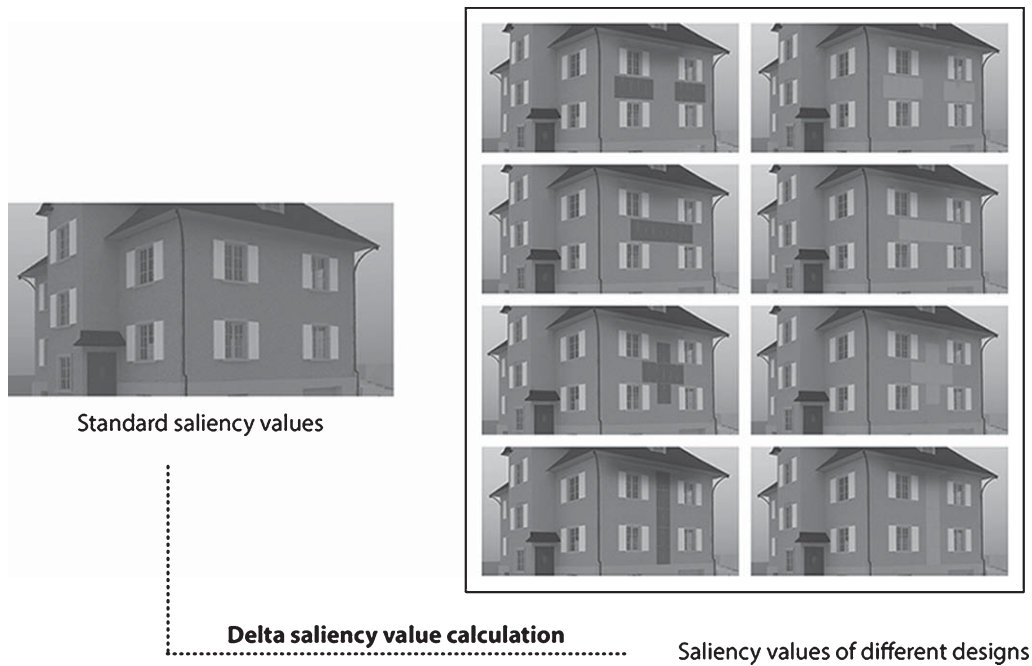 Standard saliency values
Delta saliency value calculation
Saliency values of different designs